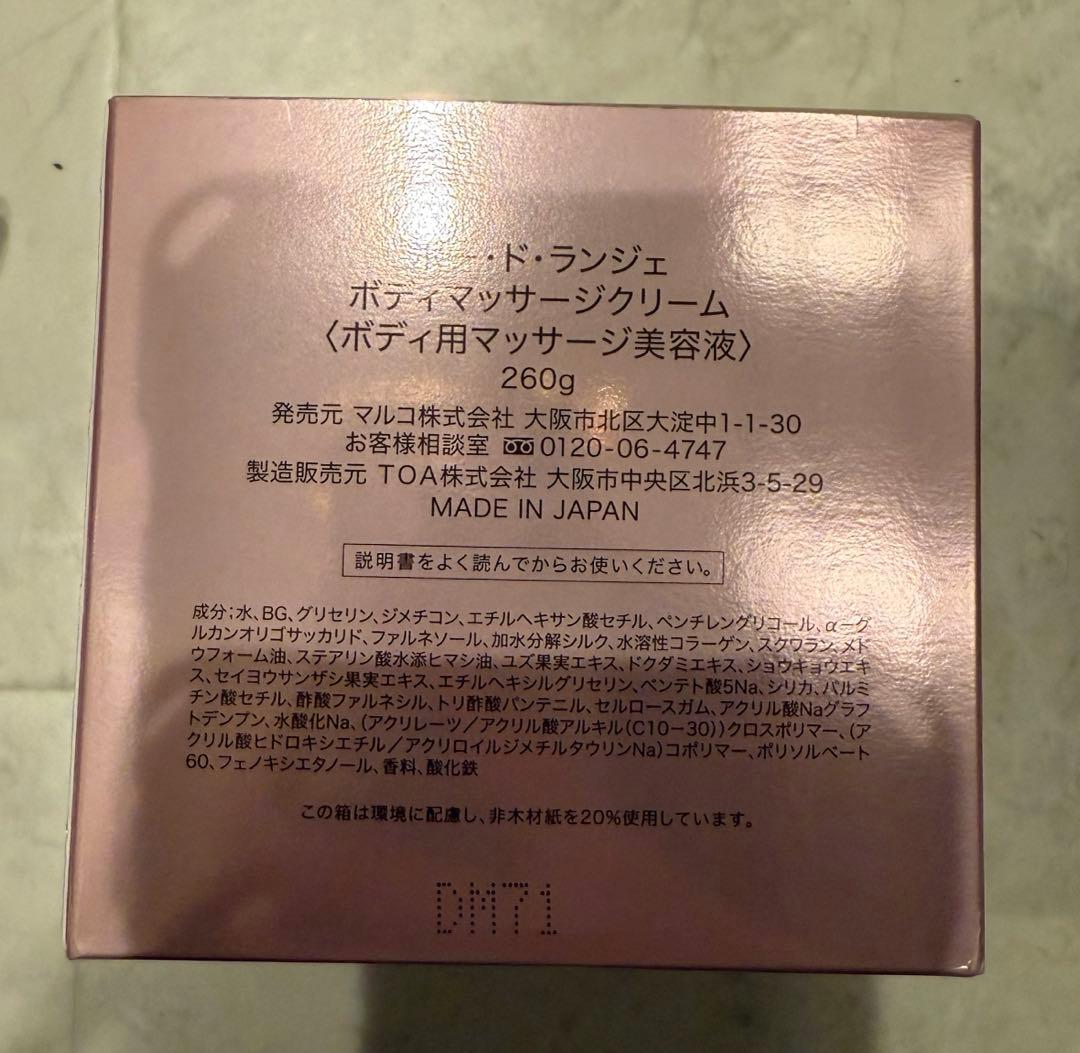 ー・ド・ランジェ
ボディマッサージクリーム
〈ボディ用マッサージ美容液〉
260g
発売元 マルコ株式会社 大阪市北区大淀中1-1-30
お客様相談室 0120-06-4747
製造販売元 TOA株式会社 大阪市中央区北浜3-5-29
MADE IN JAPAN
説明書をよく読んでからお使いください。
成分；水、BG、グリセリン、ジメチコン、エチルヘキサン酸セチル、ペンチレングリコール、α－グ
ルカンオリゴサッカリド、ファルネソール、加水分解シルク、水溶性コラーゲン、スクワラン、メド
ウフォーム油、ステアリン酸水添ヒマシ油、ユズ果実エキス、ドクダミエキス、ショウキョウエキ
ス、セイヨウサンザシ果実エキス、エチルヘキシルグリセリン、ペンテト酸5Na、シリカ、パルミ
チン酸セチル、酢酸ファルネシル、トリ酢酸パンテニル、セルロースガム、アクリル酸Naグラフ
トデンプン、水酸化Na、（アクリレーツ／アクリル酸アルキル（C10－30））クロスポリマー、（ア
クリル酸ヒドロキシエチル／アクリロイルジメチルタウリンNa）コポリマー、ポリソルベート
60、フェノキシエタノール、香料、酸化鉄
この箱は環境に配慮し、非木材紙を20％使用しています。
DM71